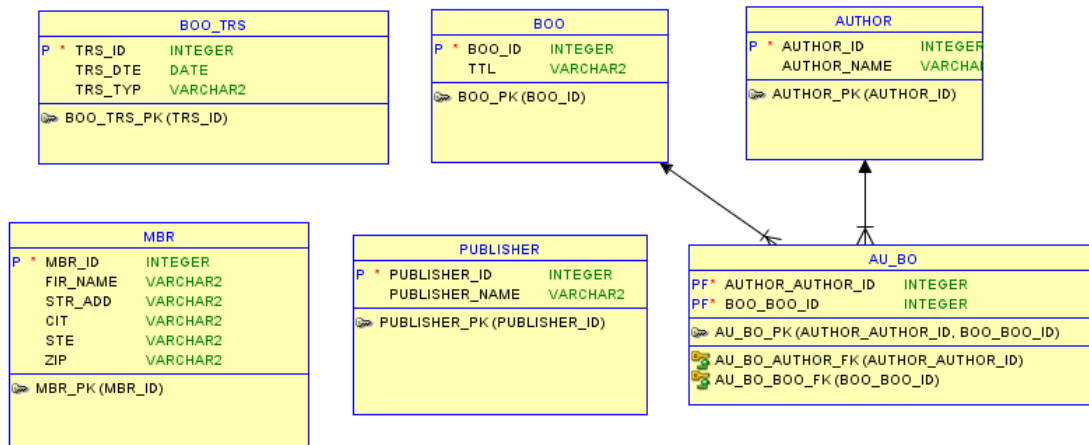 BOO_TRS
P * TRS_ID INTEGER
TRS_DTE DATE
TRS_TYP VARCHAR2
BOO_TRS_PK (TRS_ID)
BOO
P * BOO_ID INTEGER
TTL VARCHAR2
BOO_PK (BOO_ID)
AUTHOR
P * AUTHOR_ID INTEGER
AUTHOR_NAME VARCHA
AUTHOR_PK (AUTHOR_ID)
MBR
P * MBR_ID INTEGER
FIR_NAME VARCHAR2
STR_ADD VARCHAR2
CIT VARCHAR2
STE VARCHAR2
ZIP VARCHAR2
MBR_PK (MBR_ID)
PUBLISHER
P * PUBLISHER_ID INTEGER
PUBLISHER_NAME VARCHAR2
PUBLISHER_PK (PUBLISHER_ID)
AU_BO
PF* AUTHOR_AUTHOR_ID INTEGER
PF* BOO_BOO_ID INTEGER
AU_BO_PK (AUTHOR_AUTHOR_ID, BOO_BOO_ID)
AU_BO_AUTHOR_FK (AUTHOR_AUTHOR_ID)
AU_BO_BOO_FK (BOO_BOO_ID)